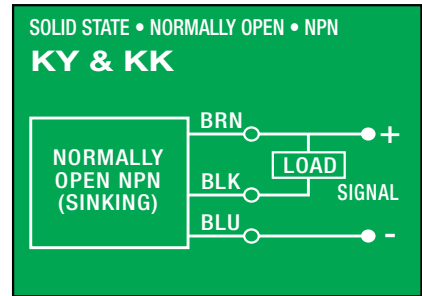 SOLID STATE • NORMALLY OPEN • NPN
KY & KK
NORMALLY
OPEN NPN
(SINKING)
BRN
+
LOAD
BLK
SIGNAL
BLU
-